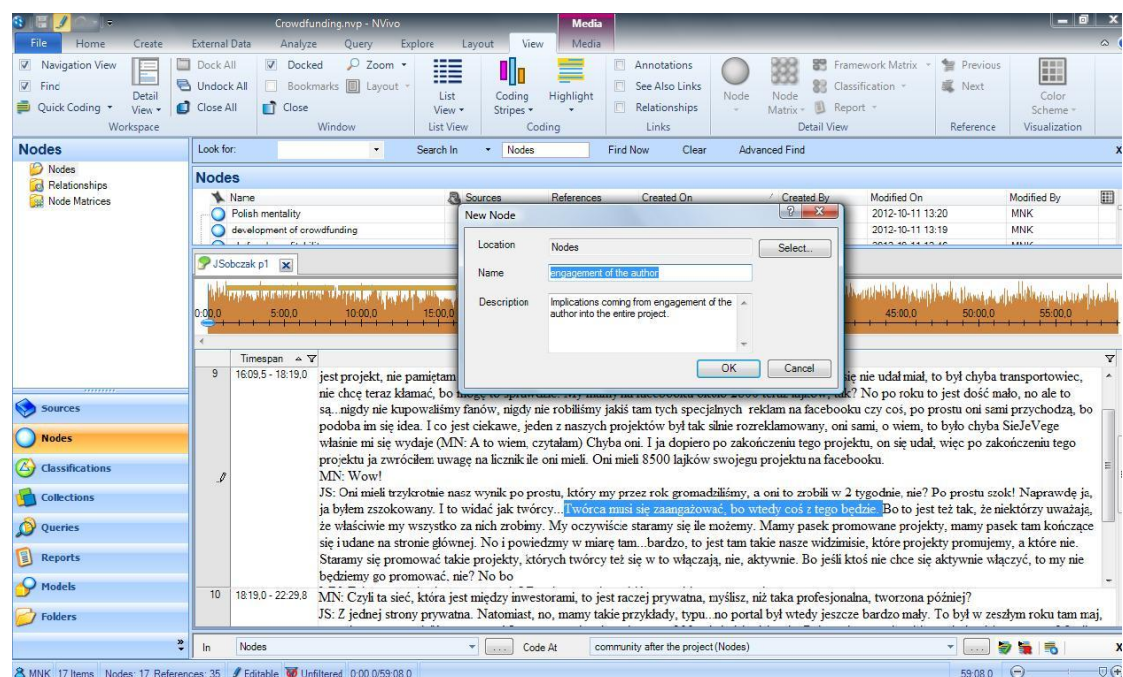 Crowdfunding.nvp - NVivo
Media
File Home Create External Data Analyze Query Explore Layout View Media
Navigation View
Find
Quick Coding
Detail View
Workspace
Dock All
Undock All
Close All
Docked
Bookmarks
Close
Zoom
Layout
Window
List View
List View
Coding Stripes
Highlight
Coding
Annotations
See Also Links
Relationships
Links
Node
Node Matrix
Framework Matrix
Classification
Report
Detail View
Previous
Next
Reference
Color Scheme
Visualization
Nodes
Look for: Search In Nodes Find Now Clear Advanced Find X
Nodes
Relationships
Node Matrices
Nodes
Name Sources References Created On Created By Modified On Modified By
Polish mentality 2012-10-11 13:20 MNK
development of crowdfunding 2012-10-11 13:19 MNK
New Node
Location Nodes Select...
Name engagement of the author
Description Implications coming from engagement of the
author into the entire project.
OK Cancel
JSobczak p1
0:00,0 5:00,0 10:00,0 15:00,0 45:00,0 50:00,0 55:00,0
Timespan
9 16:09,5 - 18:19,0 jest projekt, nie pamiętam się nie udał miał, to był chyba transportowiec,
nie chcę teraz kłamać, bo tak? No po roku to jest dość mało, no ale to
są...nigdy nie kupowaliśmy fanów, nigdy nie robiliśmy jakiś tam tych specjalnych reklam na facebooku czy coś, po prostu oni sami przychodzą, bo
podoba im się idea. I co jest ciekawe, jeden z naszych projektów był tak silnie rozreklamowany, oni sami, o wiem, to było chyba SieJeVege
właśnie mi się wydaje (MN: A to wiem, czytałam) Chyba oni. I ja dopiero po zakończeniu tego projektu, on się udał, więc po zakończeniu tego
projektu ja zwróciłem uwagę na licznik ile oni mieli. Oni mieli 8500 lajków swojegu projektu na facebooku.
MN: Wow!
JS: Oni mieli trzykrotnie nasz wynik po prostu, który my przez rok gromadziliśmy, a oni to zrobili w 2 tygodnie, nie? Po prostu szok! Naprawdę ja,
ja byłem zszokowany. I to widać jak twórcy...Twórca musi się zaangażować, bo wtedy coś z tego będzie. Bo to jest też tak, że niektórzy uważają,
że właściwie my wszystko za nich zrobimy. My oczywiście staramy się ile możemy. Mamy pasek promowane projekty, mamy pasek tam kończące
się i udane na stronie głównej. No i powiedzmy w miarę tam...bardzo, to jest tam takie nasze widzimisie, które projekty promujemy, a które nie.
Staramy się promować takie projekty, których twórcy też się w to włączają, nie, aktywnie. Bo jeśli ktoś nie chce się aktywnie włączyć, to my nie
będziemy go promować. nie? No bo
10 18:19,0 - 22:29,8 MN: Czyli ta sieć, która jest między inwestorami, to jest raczej prywatna, myślisz, niż taka profesjonalna, tworzona później?
JS: Z jednej strony prywatna. Natomiast, no, mamy takie przykłady, typu...no portal był wtedy jeszcze bardzo mały. To był w zeszłym roku tam maj,
Sources
Nodes
Classifications
Collections
Queries
Reports
Models
Folders
In Nodes ... Code At community after the project (Nodes) ... X
MNK 17 Items Nodes: 17 References: 35 Editable Unfiltered 0:00,0/59:08,0 59:08,0